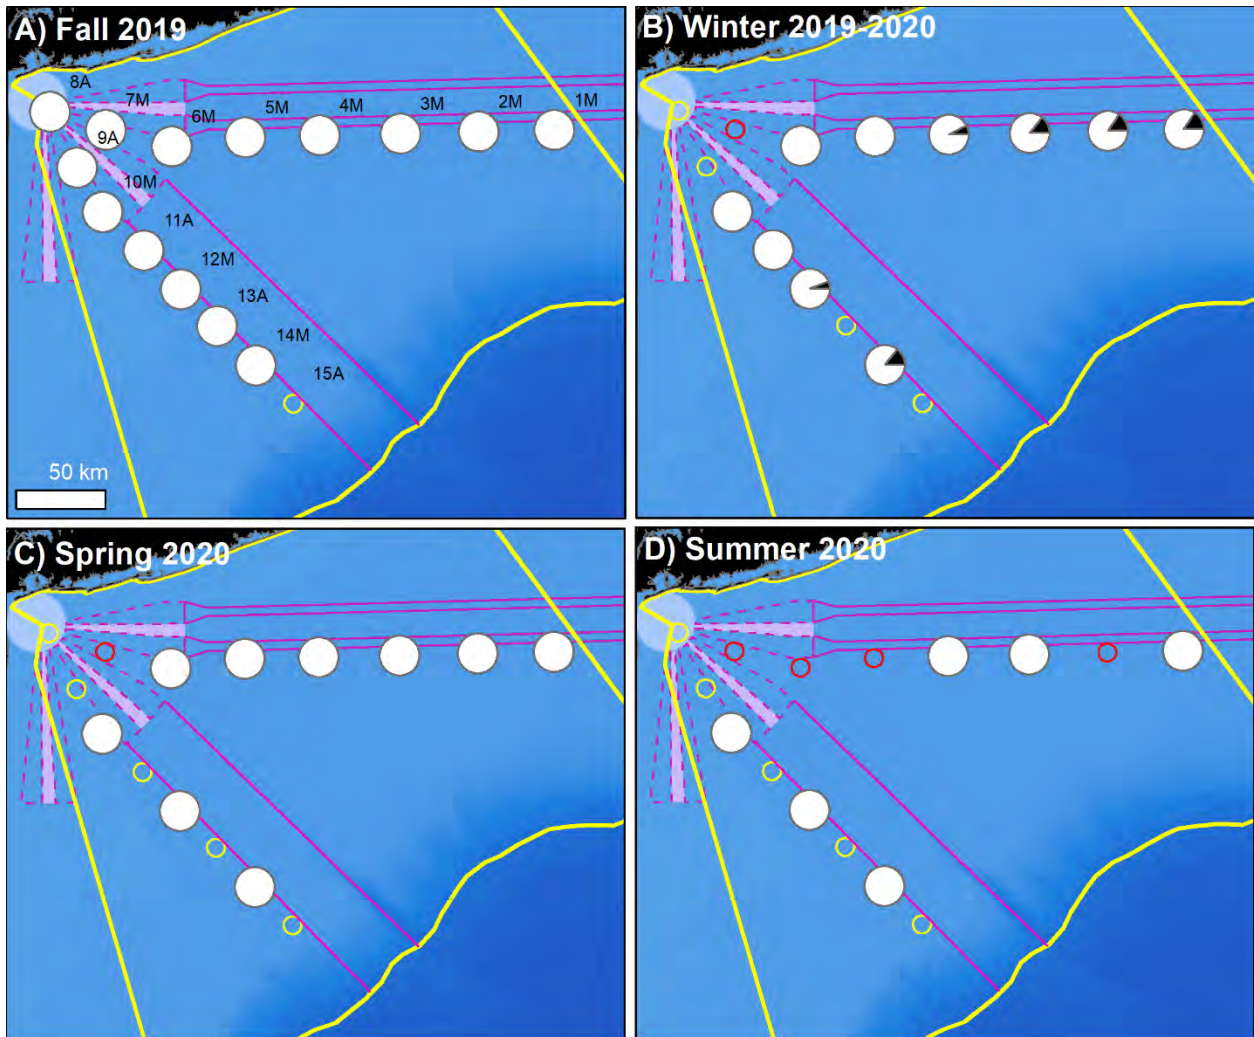 A) Fall 2019
8A
7M
6M
5M
4M
3M
2M
1M
9A
10M
11A
12M
13A
14M
15A
50 km
B) Winter 2019-2020
C) Spring 2020
D) Summer 2020